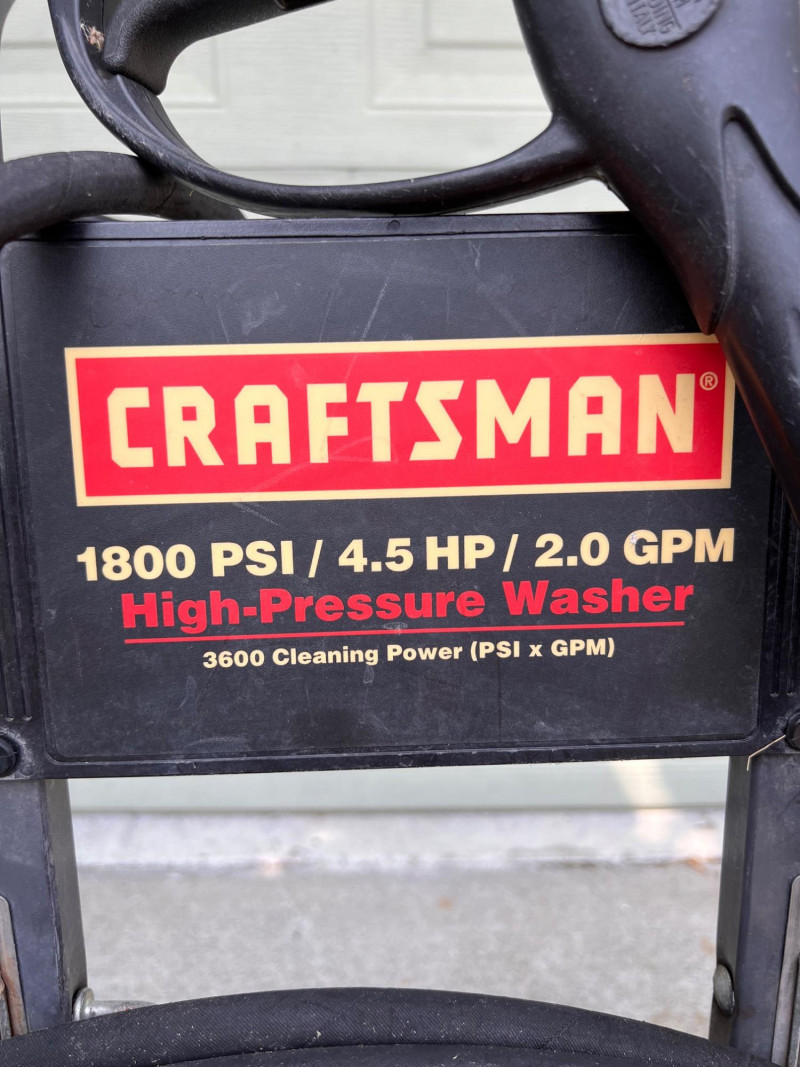 CRAFTSMAN®
1800 PSI / 4.5 HP / 2.0 GPM
High-Pressure Washer
3600 Cleaning Power (PSI x GPM)